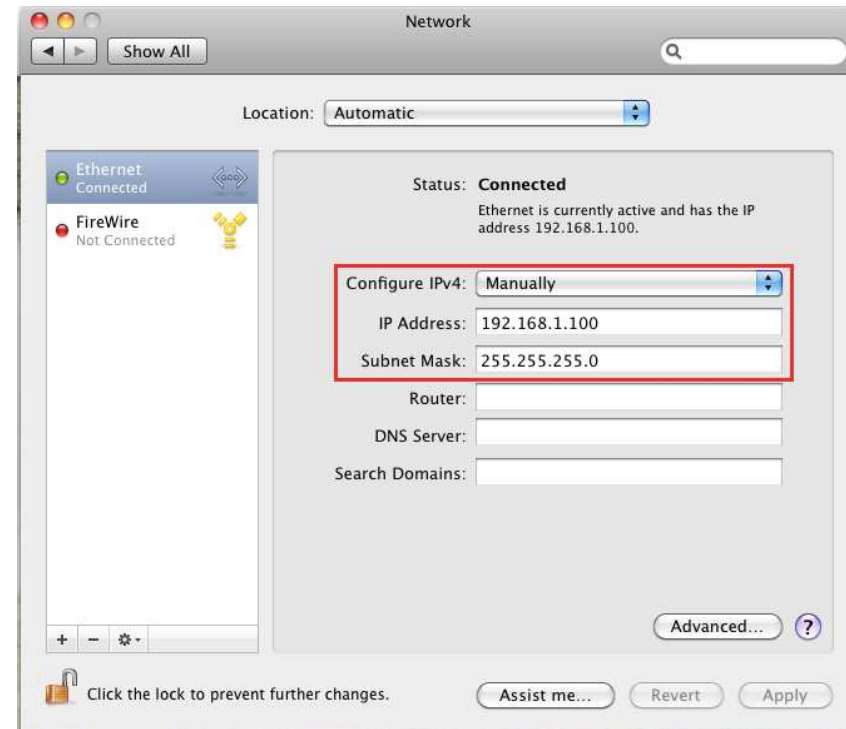 Network
Show All
Location: Automatic
Ethernet
Connected
FireWire
Not Connected
Status: Connected
Ethernet is currently active and has the IP
address 192.168.1.100.
Configure IPv4: Manually
IP Address: 192.168.1.100
Subnet Mask: 255.255.255.0
Router:
DNS Server:
Search Domains:
Advanced... ?
+ −
Click the lock to prevent further changes.
Assist me... Revert Apply